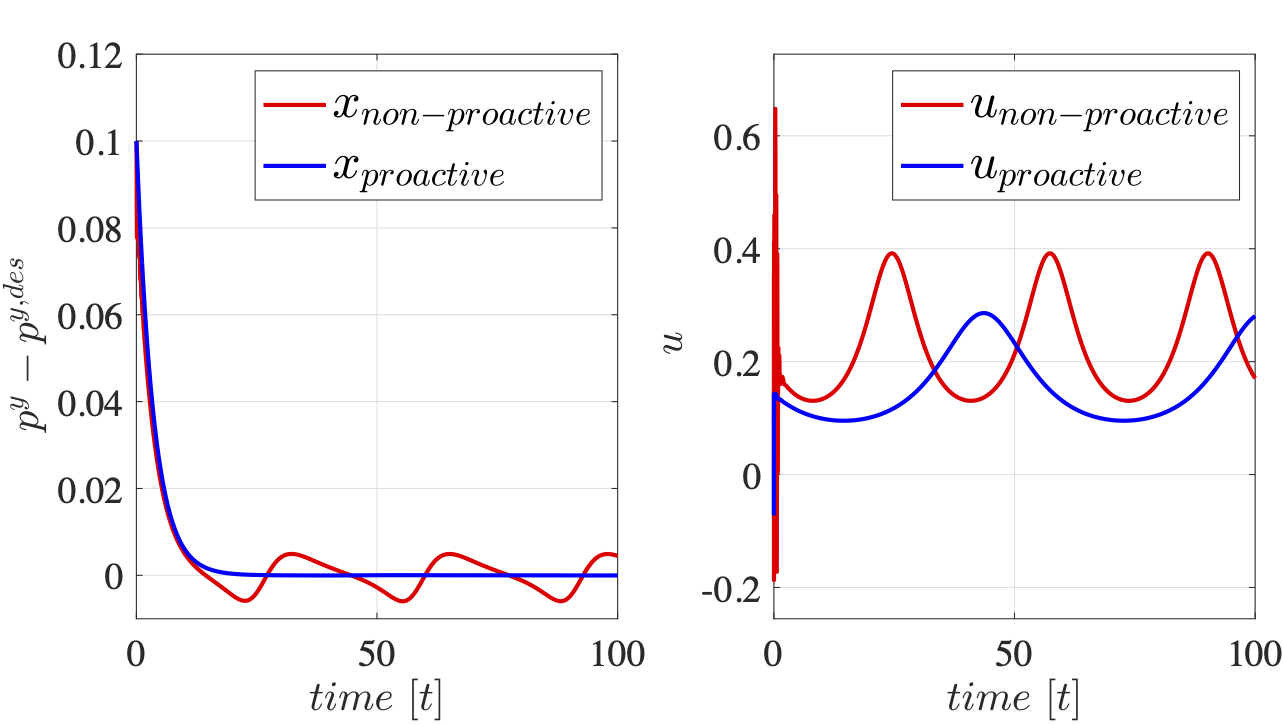 0.12
0.1
0.08
0.06
0.04
0.02
0
p^y − p^{y,des}
x_{non−proactive}
x_{proactive}
0 50 100
time [t]
0.6
0.4
0.2
0
-0.2
u
u_{non−proactive}
u_{proactive}
0 50 100
time [t]